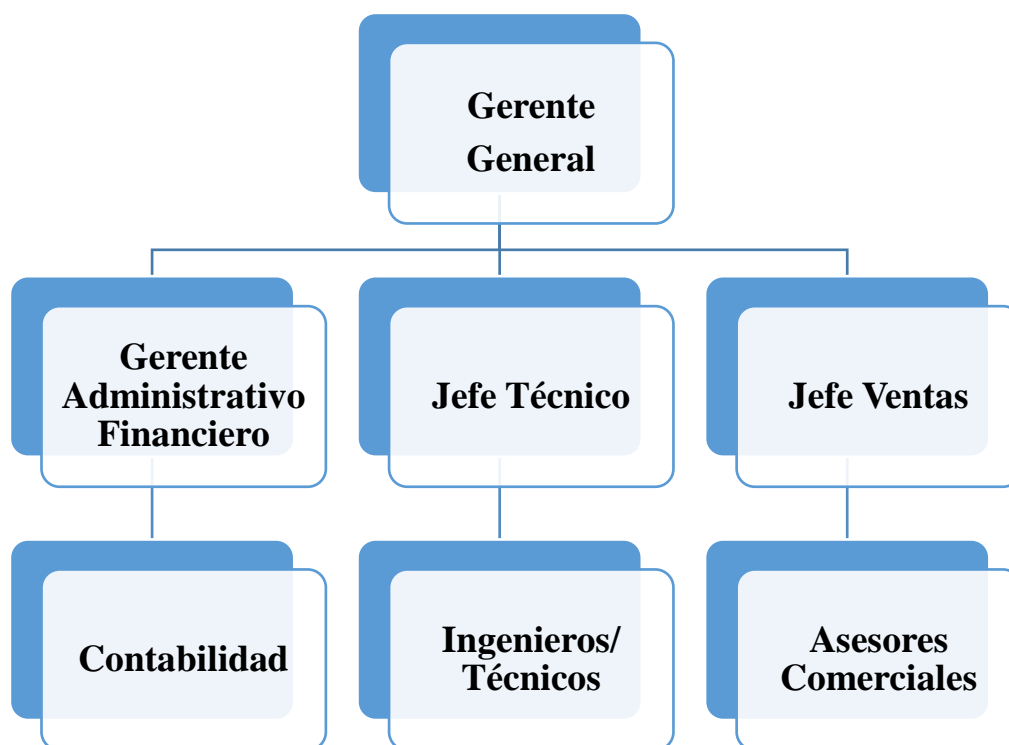 Gerente
General
Gerente
Administrativo
Financiero
Jefe Técnico
Jefe Ventas
Contabilidad
Ingenieros/
Técnicos
Asesores
Comerciales